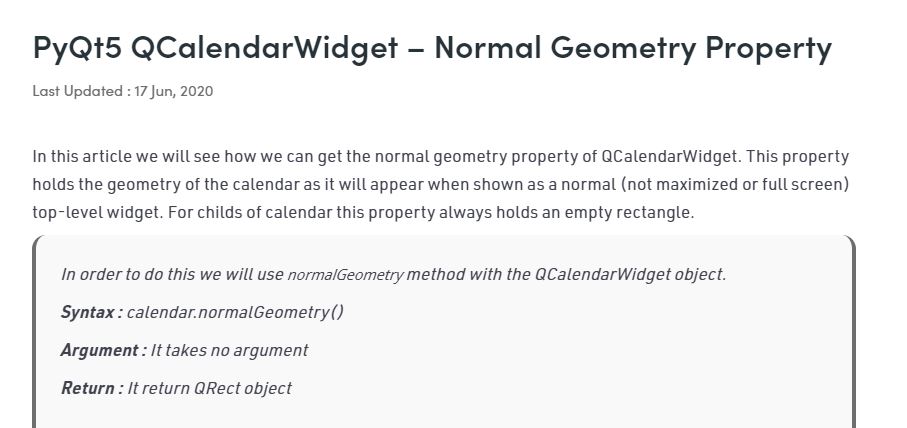 PyQt5 QCalendarWidget – Normal Geometry Property
Last Updated : 17 Jun, 2020
In this article we will see how we can get the normal geometry property of QCalendarWidget. This property
holds the geometry of the calendar as it will appear when shown as a normal (not maximized or full screen)
top-level widget. For childs of calendar this property always holds an empty rectangle.
In order to do this we will use normalGeometry method with the QCalendarWidget object.
Syntax : calendar.normalGeometry()
Argument : It takes no argument
Return : It return QRect object